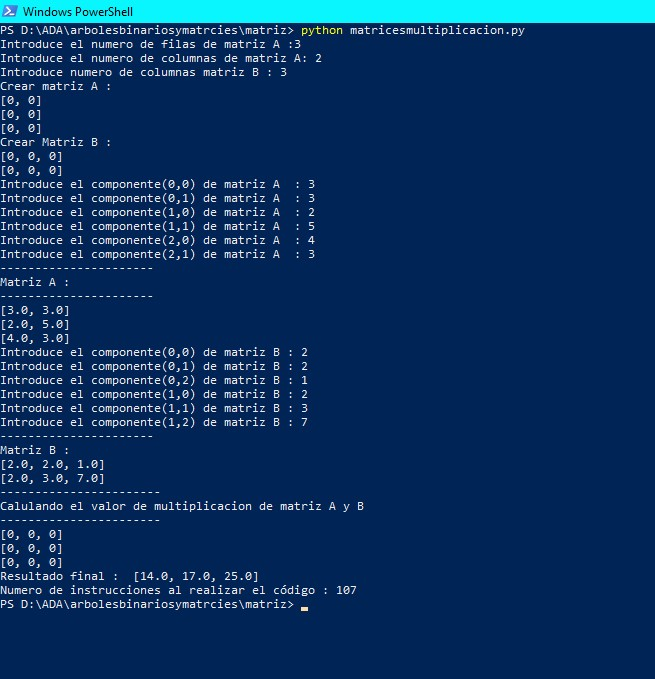 Windows PowerShell
PS D:\ADA\arbolesbinariosymatrcies\matriz> python matricesmultiplicacion.py
Introduce el numero de filas de matriz A :3
Introduce el numero de columnas de matriz A: 2
Introduce numero de columnas matriz B : 3
Crear matriz A :
[0, 0]
[0, 0]
[0, 0]
Crear Matriz B :
[0, 0, 0]
[0, 0, 0]
Introduce el componente(0,0) de matriz A  : 3
Introduce el componente(0,1) de matriz A  : 3
Introduce el componente(1,0) de matriz A  : 2
Introduce el componente(1,1) de matriz A  : 5
Introduce el componente(2,0) de matriz A  : 4
Introduce el componente(2,1) de matriz A  : 3
----------------------
Matriz A :
----------------------
[3.0, 3.0]
[2.0, 5.0]
[4.0, 3.0]
Introduce el componente(0,0) de matriz B : 2
Introduce el componente(0,1) de matriz B : 2
Introduce el componente(0,2) de matriz B : 1
Introduce el componente(1,0) de matriz B : 2
Introduce el componente(1,1) de matriz B : 3
Introduce el componente(1,2) de matriz B : 7
----------------------
Matriz B :
[2.0, 2.0, 1.0]
[2.0, 3.0, 7.0]
-----------------------
Calulando el valor de multiplicacion de matriz A y B
-----------------------
[0, 0, 0]
[0, 0, 0]
[0, 0, 0]
Resultado final :  [14.0, 17.0, 25.0]
Numero de instrucciones al realizar el código : 107
PS D:\ADA\arbolesbinariosymatrcies\matriz>